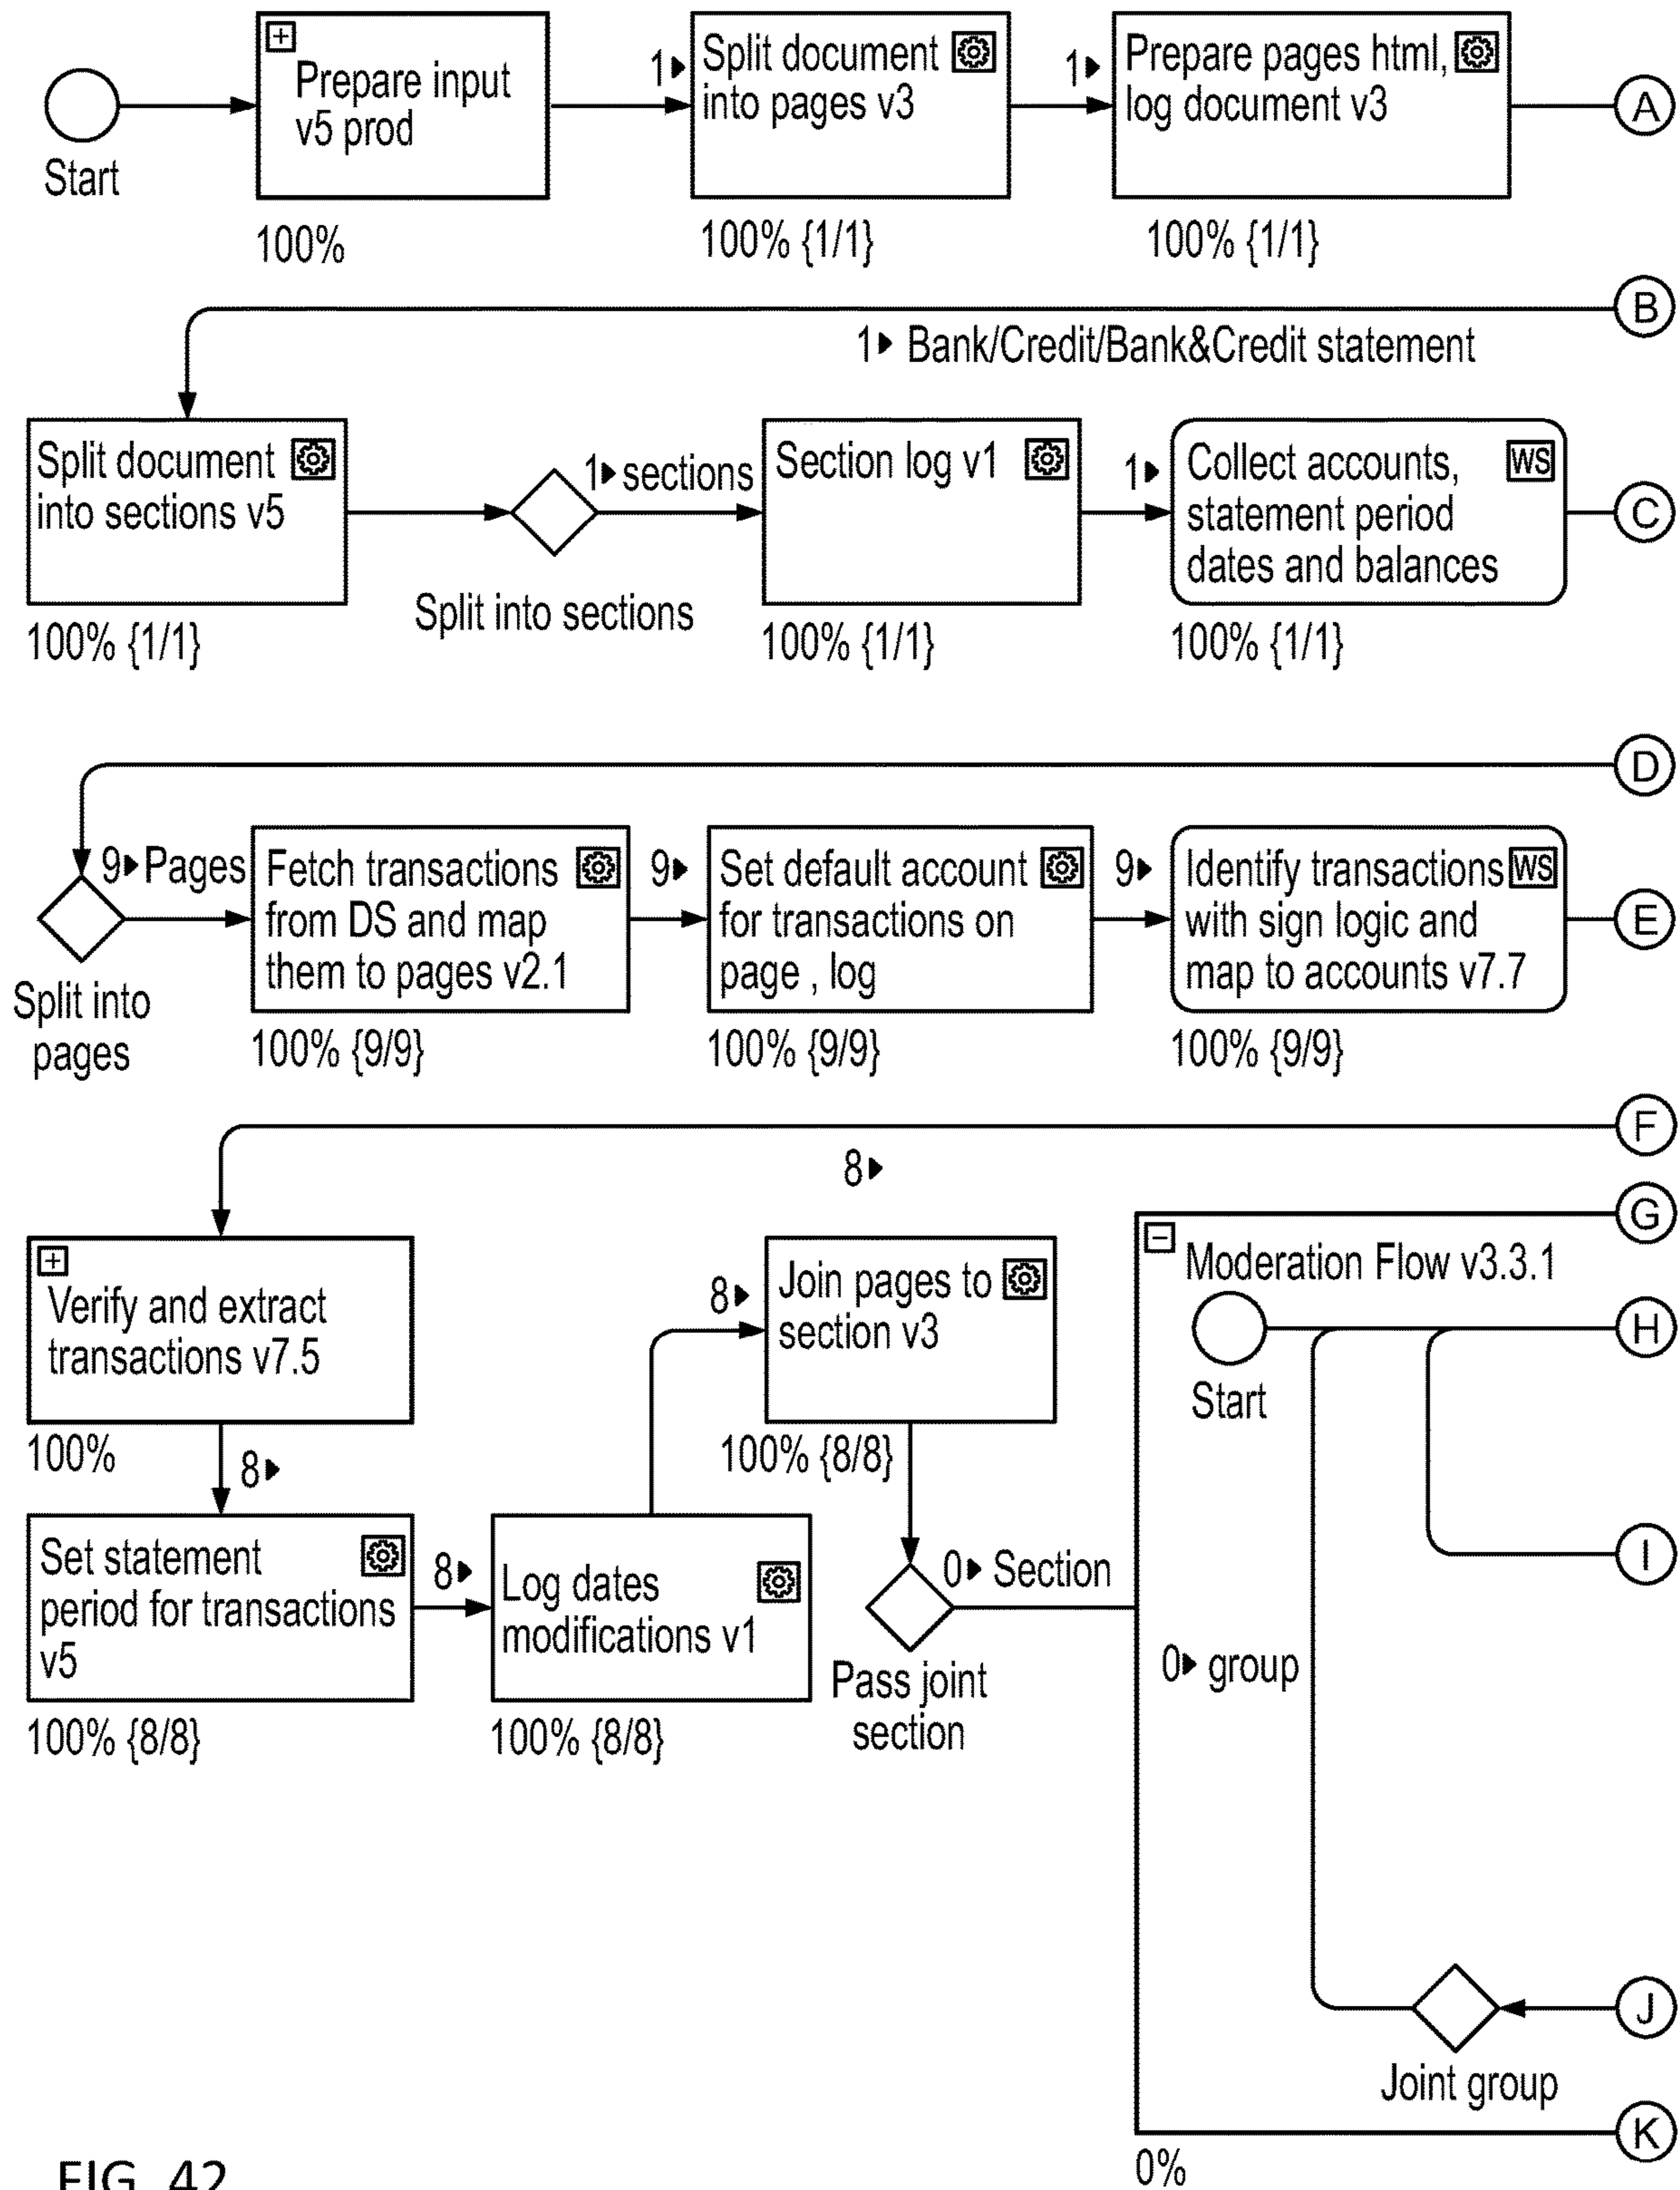 Start
Prepare input
v5 prod
100%
1
Split document
into pages v3
100% {1/1}
1
Prepare pages html,
log document v3
100% {1/1}
A
B
1 Bank/Credit/Bank&Credit statement
Split document
into sections v5
100% {1/1}
Split into sections
1 sections
Section log v1
100% {1/1}
1
Collect accounts,
statement period
dates and balances
WS
100% {1/1}
C
D
Split into
pages
9 Pages
Fetch transactions
from DS and map
them to pages v2.1
100% {9/9}
9
Set default account
for transactions on
page , log
100% {9/9}
9
Identify transactions
with sign logic and
map to accounts v7.7
WS
100% {9/9}
E
F
8
Verify and extract
transactions v7.5
100%
8
Set statement
period for transactions
v5
100% {8/8}
8
Log dates
modifications v1
100% {8/8}
8
Join pages to
section v3
100% {8/8}
Pass joint
section
0 Section
G
Moderation Flow v3.3.1
Start
H
I
0 group
Joint group
J
K
0%
FIG. 42